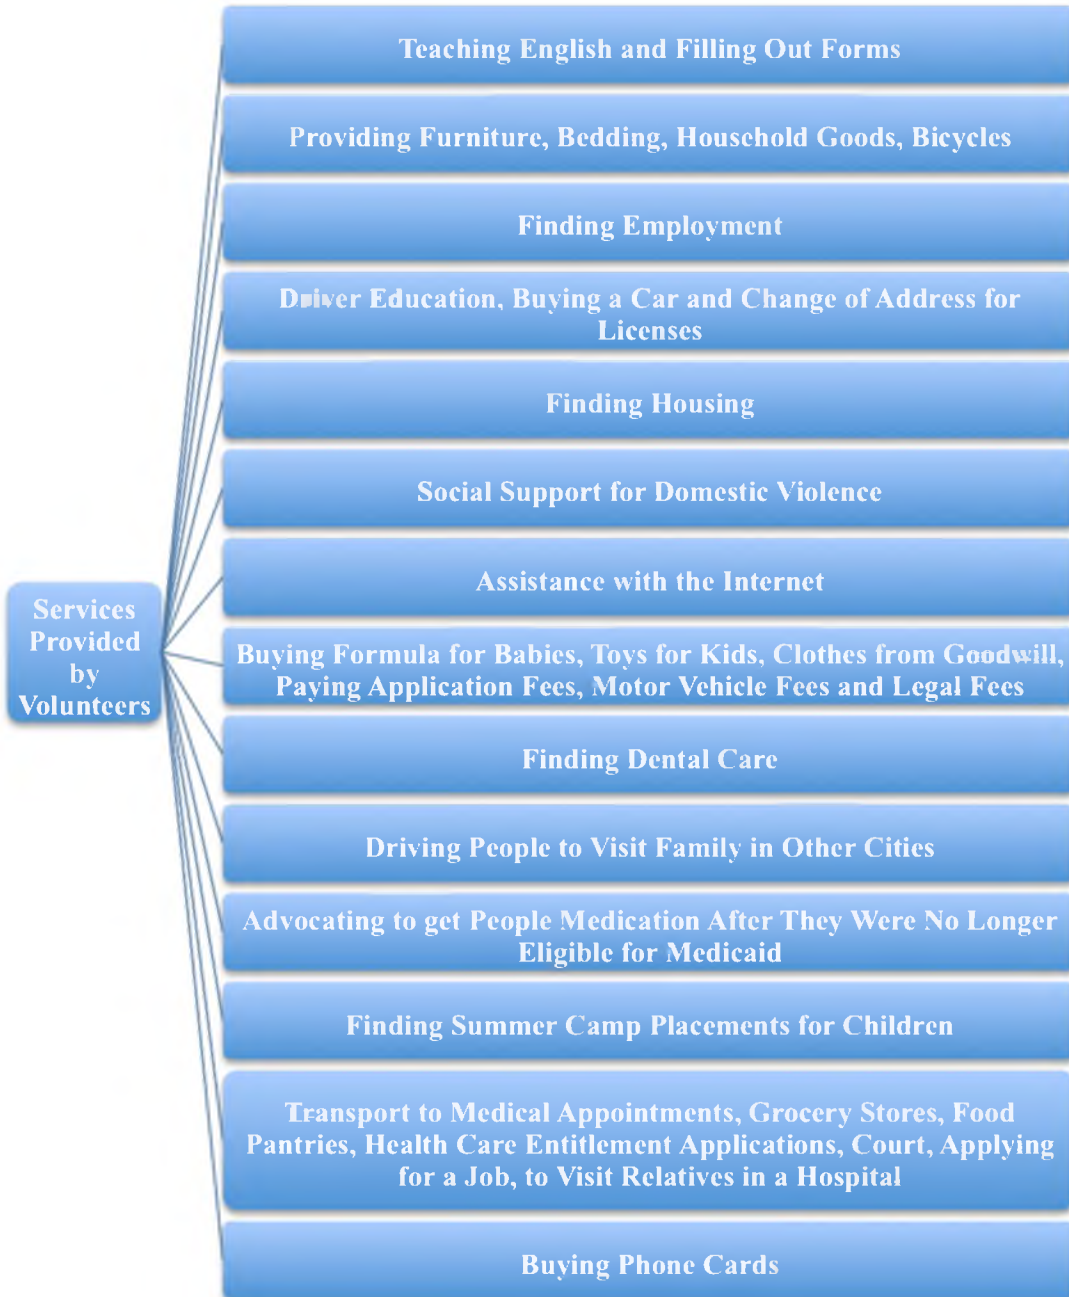 Teaching English and Filling Out Forms
Providing Furniture, Bedding, Household Goods, Bicycles
Finding Employment
Driver Education, Buying a Car and Change of Address for
Licenses
Finding Housing
Social Support for Domestic Violence
Assistance with the Internet
Services
Provided
by
Volunteers
Buying Formula for Babies, Toys for Kids, Clothes from Goodwill,
Paying Application Fees, Motor Vehicle Fees and Legal Fees
Finding Dental Care
Driving People to Visit Family in Other Cities
Advocating to get People Medication After They Were No Longer
Eligible for Medicaid
Finding Summer Camp Placements for Children
Transport to Medical Appointments, Grocery Stores, Food
Pantries, Health Care Entitlement Applications, Court, Applying
for a Job, to Visit Relatives in a Hospital
Buying Phone Cards